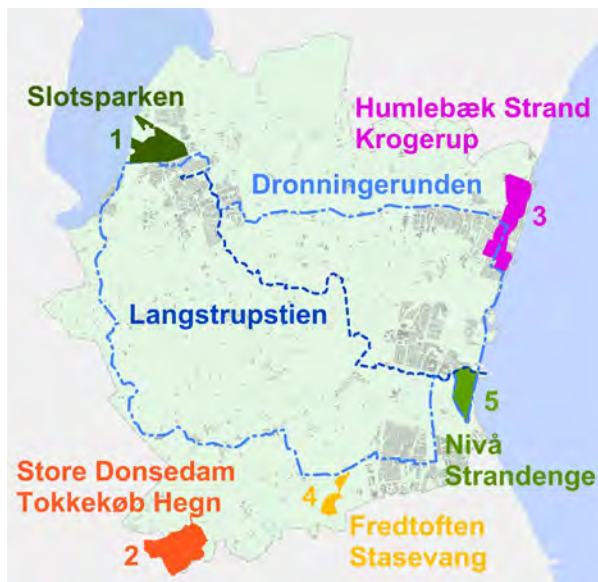 Slotsparken
1
Humlebæk Strand
Krogerup
Dronningerunden
3
Langstrupstien
5
Nivå
Strandenge
Store Donsedam
Tokkekøb Hegn
4
2
Fredtoften
Stasevang